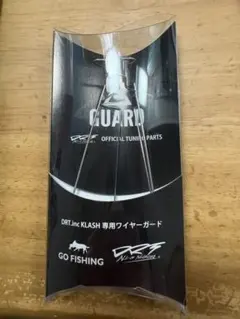 GUARD
DRT OFFICIAL TUNING PARTS
DRT.inc KLASH 専用ワイヤーガード
GO FISHING
DRT